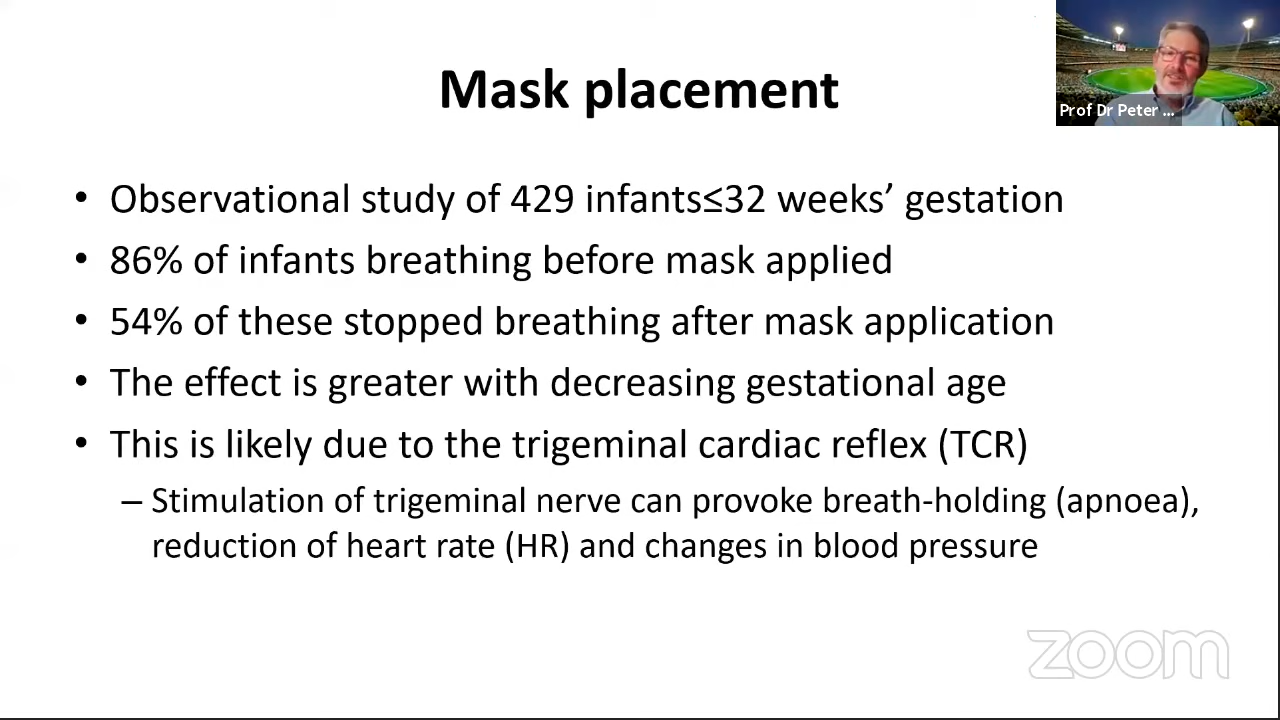 Mask placement
Prof Dr Peter ...
• Observational study of 429 infants≤32 weeks’ gestation
• 86% of infants breathing before mask applied
• 54% of these stopped breathing after mask application
• The effect is greater with decreasing gestational age
• This is likely due to the trigeminal cardiac reflex (TCR)
– Stimulation of trigeminal nerve can provoke breath-holding (apnoea),
reduction of heart rate (HR) and changes in blood pressure
zoom